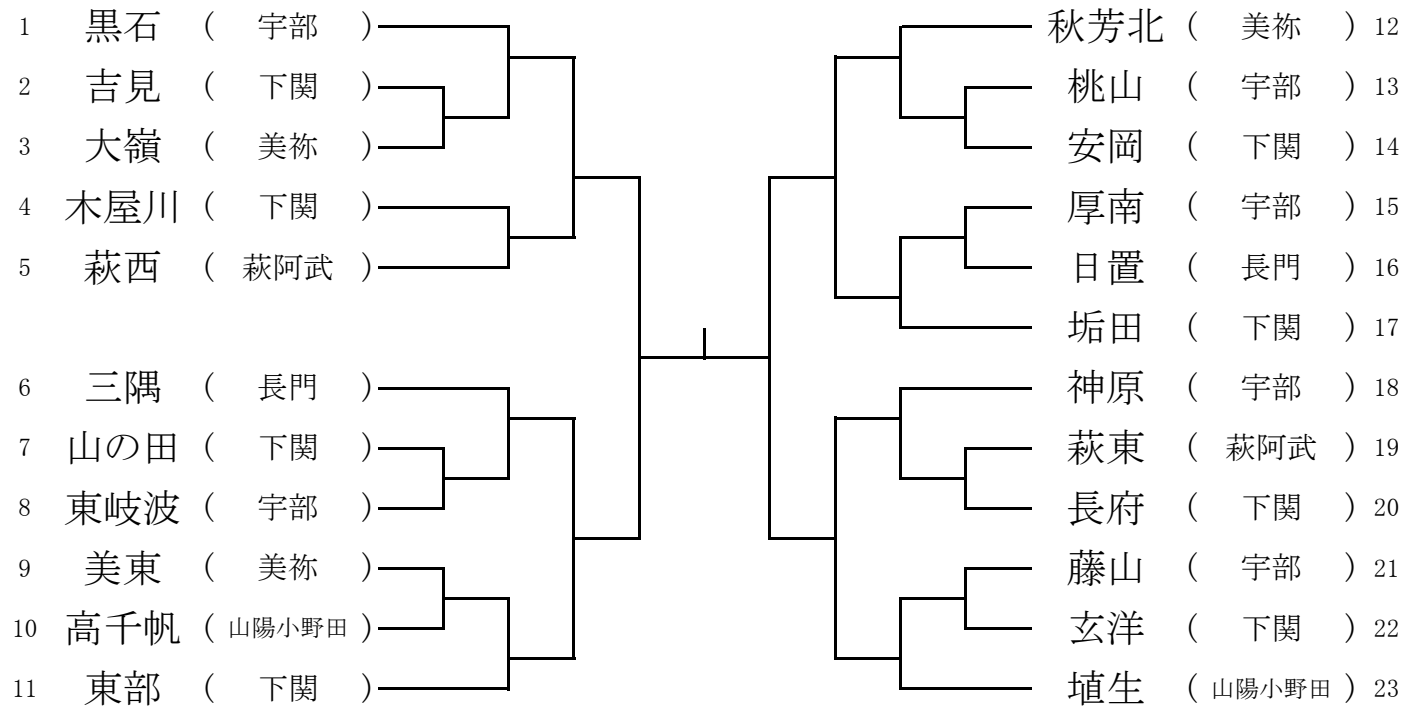 1 黒石 ( 宇部 )
2 吉見 ( 下関 )
3 大嶺 ( 美祢 )
4 木屋川 ( 下関 )
5 萩西 ( 萩阿武 )
6 三隅 ( 長門 )
7 山の田 ( 下関 )
8 東岐波 ( 宇部 )
9 美東 ( 美祢 )
10 高千帆 ( 山陽小野田 )
11 東部 ( 下関 )
秋芳北 ( 美祢 ) 12
桃山 ( 宇部 ) 13
安岡 ( 下関 ) 14
厚南 ( 宇部 ) 15
日置 ( 長門 ) 16
垢田 ( 下関 ) 17
神原 ( 宇部 ) 18
萩東 ( 萩阿武 ) 19
長府 ( 下関 ) 20
藤山 ( 宇部 ) 21
玄洋 ( 下関 ) 22
埴生 ( 山陽小野田 ) 23